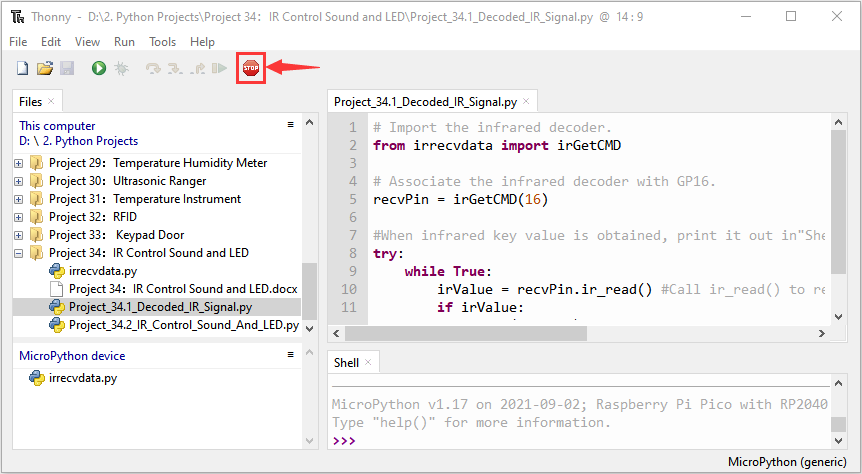 Thonny - D:\2. Python Projects\Project 34：IR Control Sound and LED\Project_34.1_Decoded_IR_Signal.py @ 14 : 9
File Edit View Run Tools Help
STOP
Files
This computer
D: \ 2. Python Projects
Project 29：Temperature Humidity Meter
Project 30：Ultrasonic Ranger
Project 31：Temperature Instrument
Project 32：RFID
Project 33： Keypad Door
Project 34：IR Control Sound and LED
irrecvdata.py
Project 34：IR Control Sound and LED.docx
Project_34.1_Decoded_IR_Signal.py
Project_34.2_IR_Control_Sound_And_LED.py
MicroPython device
irrecvdata.py
Project_34.1_Decoded_IR_Signal.py
1 # Import the infrared decoder.
2 from irrecvdata import irGetCMD
3
4 # Associate the infrared decoder with GP16.
5 recvPin = irGetCMD(16)
6
7 #When infrared key value is obtained, print it out in"She
8 try:
9 while True:
10 irValue = recvPin.ir_read() #Call ir_read() to re
11 if irValue:
Shell
MicroPython v1.17 on 2021-09-02; Raspberry Pi Pico with RP2040
Type "help()" for more information.
>>>
MicroPython (generic)